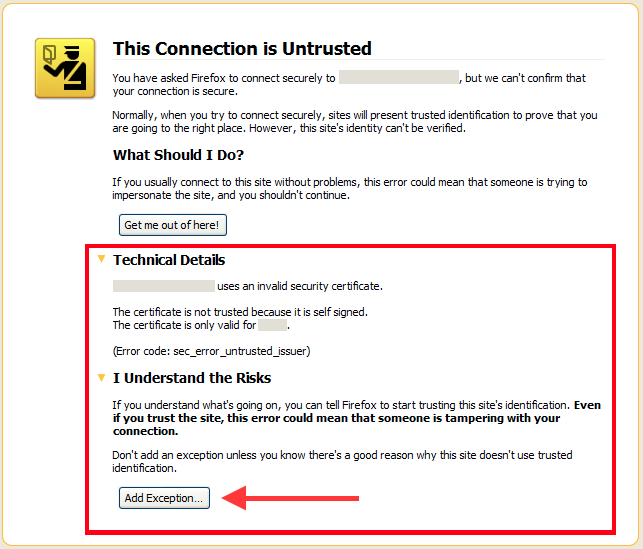 This Connection is Untrusted
You have asked Firefox to connect securely to , but we can't confirm that
your connection is secure.
Normally, when you try to connect securely, sites will present trusted identification to prove that you
are going to the right place. However, this site's identity can't be verified.
What Should I Do?
If you usually connect to this site without problems, this error could mean that someone is trying to
impersonate the site, and you shouldn't continue.
Get me out of here!
Technical Details
uses an invalid security certificate.
The certificate is not trusted because it is self signed.
The certificate is only valid for .
(Error code: sec_error_untrusted_issuer)
I Understand the Risks
If you understand what's going on, you can tell Firefox to start trusting this site's identification. Even
if you trust the site, this error could mean that someone is tampering with your
connection.
Don't add an exception unless you know there's a good reason why this site doesn't use trusted
identification.
Add Exception...